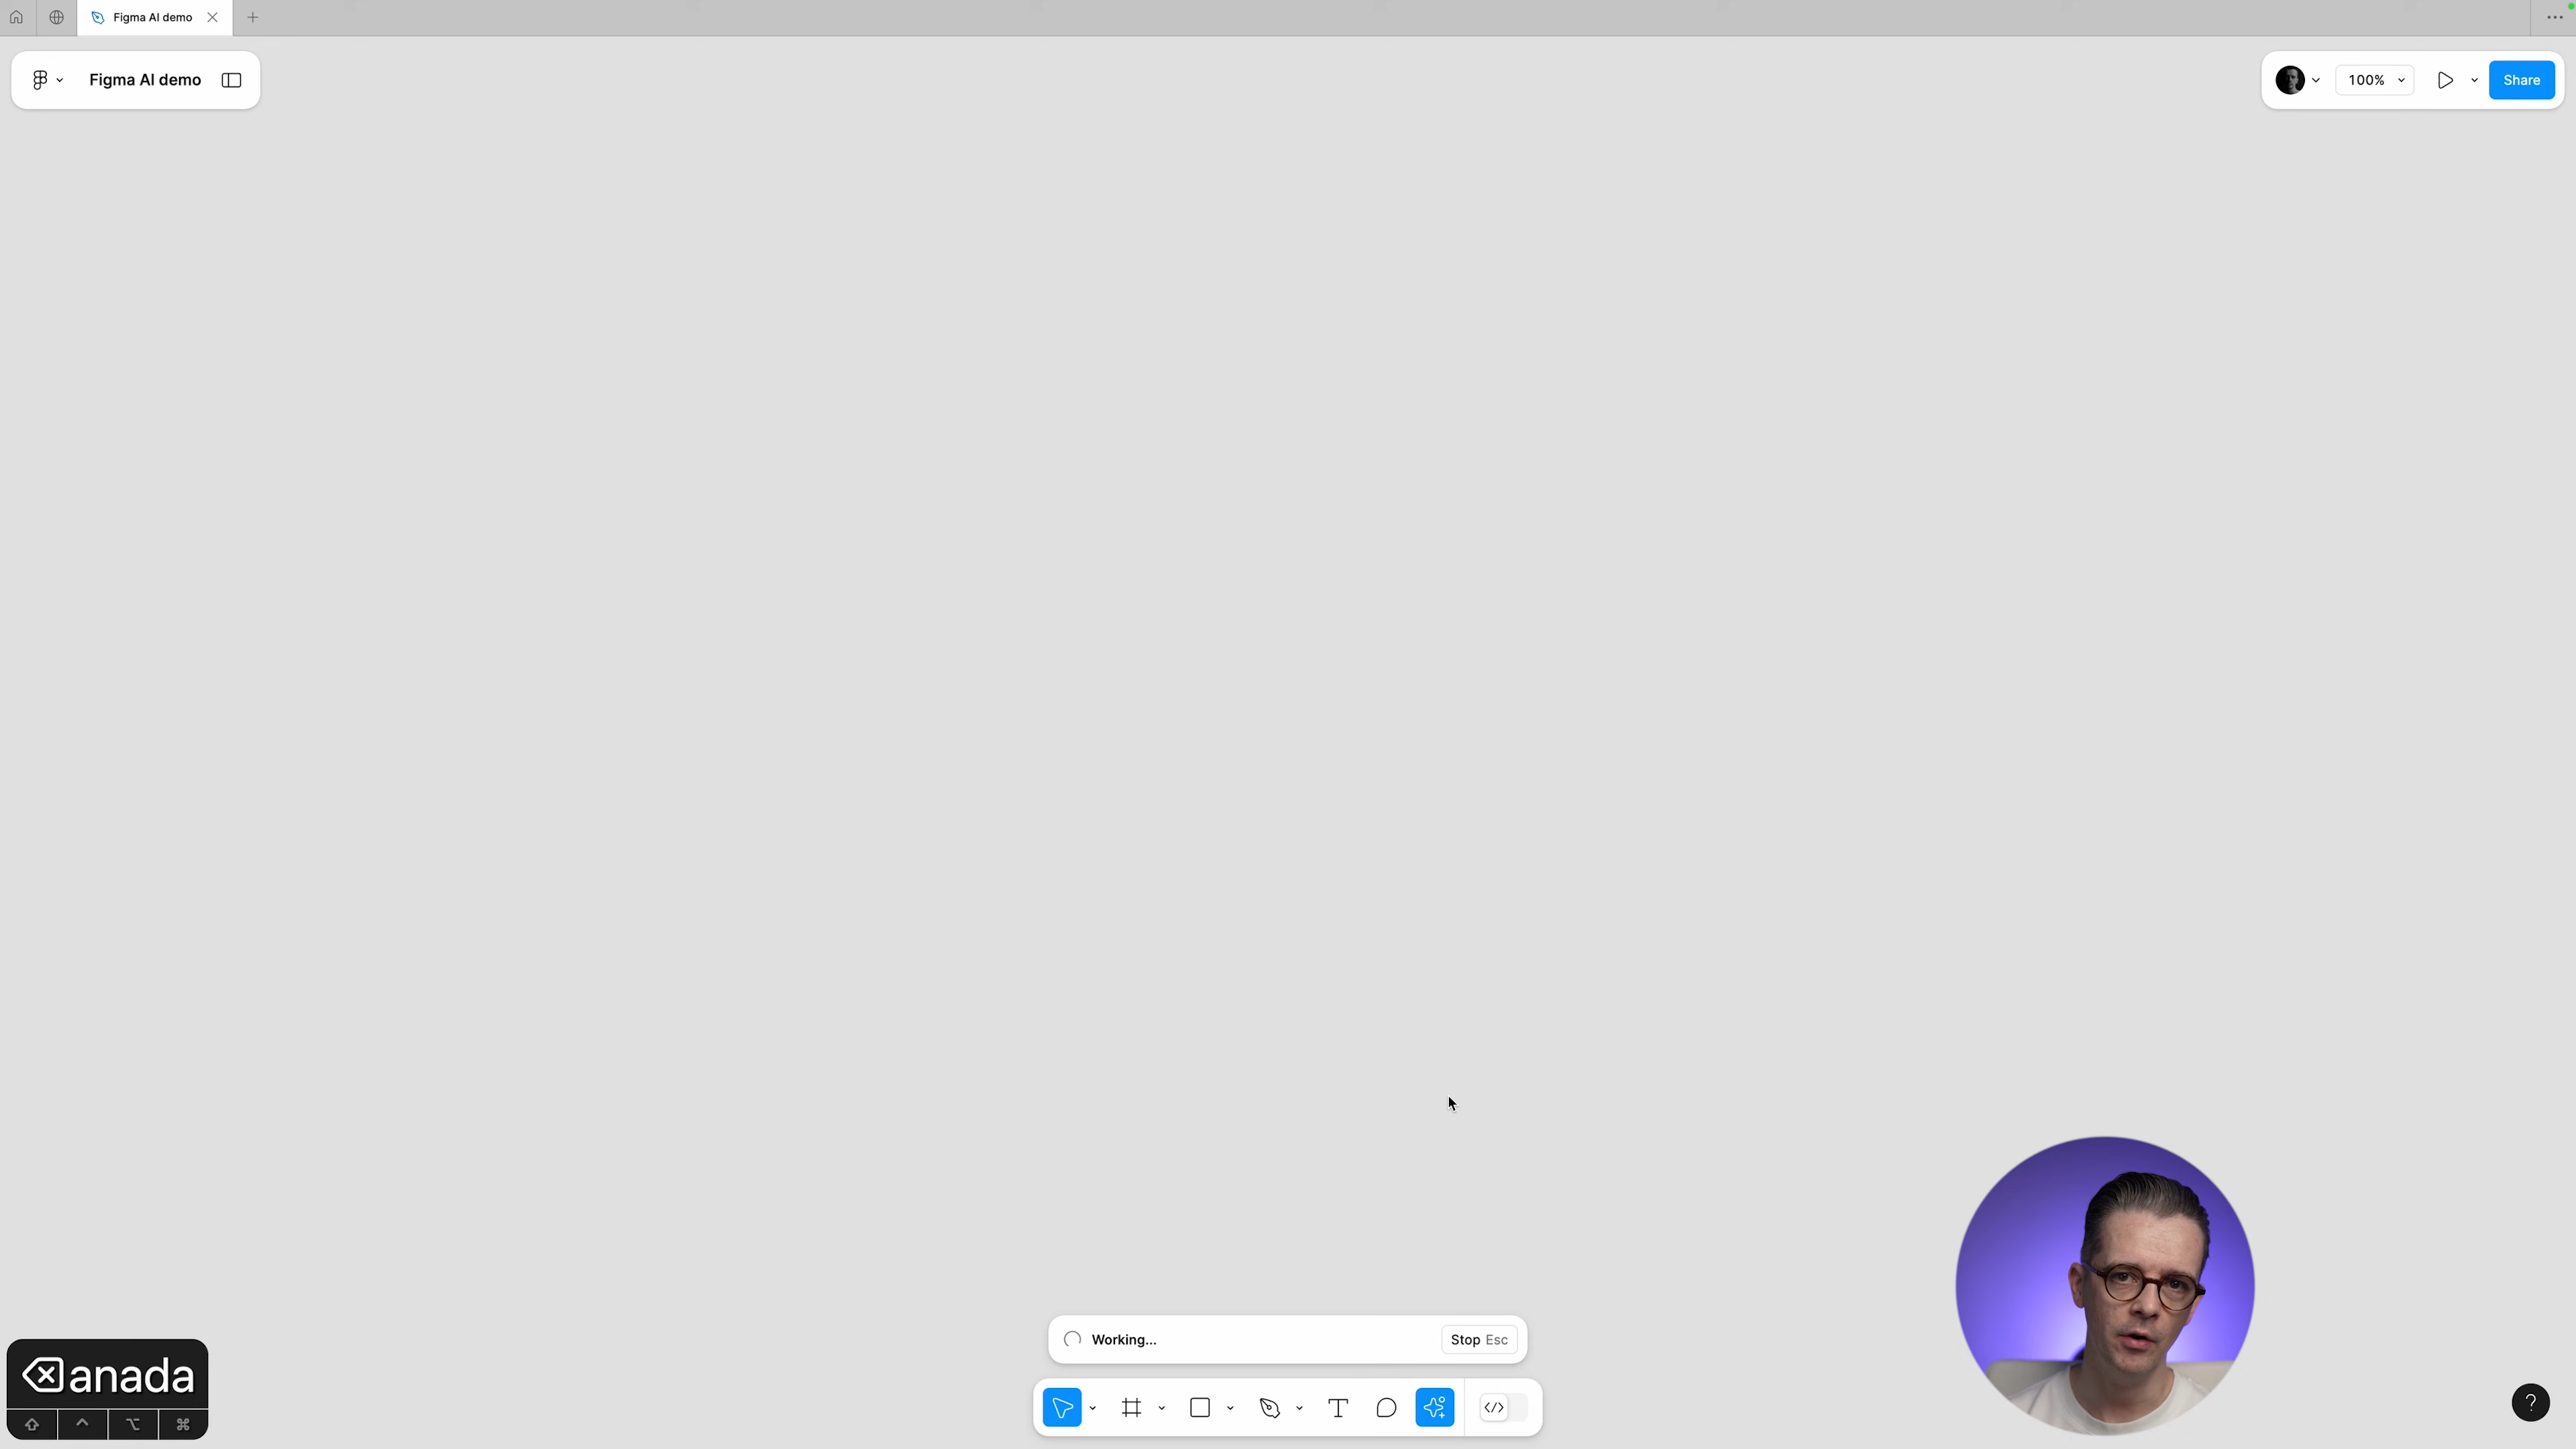 Figma AI demo
Figma AI demo
100%
Share
Working...
Stop Esc
anada
?